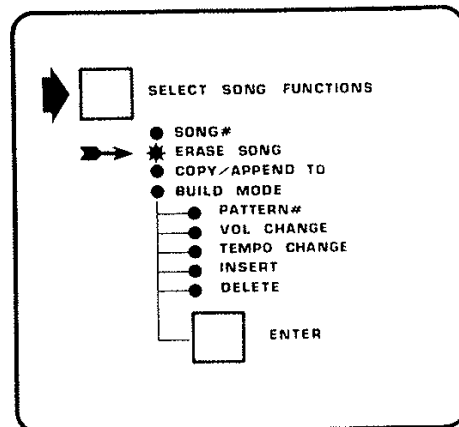 SELECT SONG FUNCTIONS
SONG#
ERASE SONG
COPY/APPEND TO
BUILD MODE
PATTERN#
VOL CHANGE
TEMPO CHANGE
INSERT
DELETE
ENTER